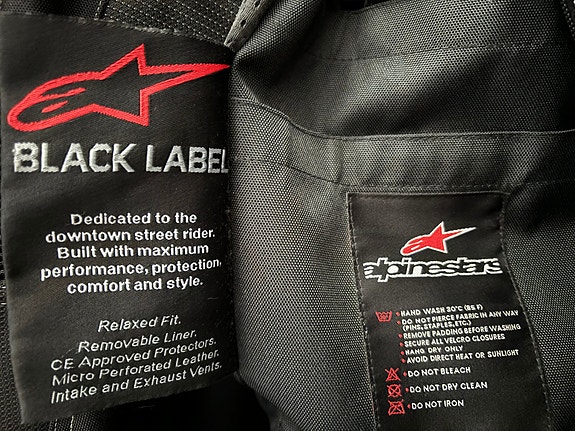 BLACK LABEL
Dedicated to the
downtown street rider.
Built with maximum
performance, protection,
comfort and style.
Relaxed Fit.
Removable Liner.
CE Approved Protectors.
Micro Perforated Leather.
Intake and Exhaust Vents.
alpinestars
HAND WASH 30°C (85 F)
DO NOT PIERCE FABRIC IN ANY WAY
(PINS, STAPLES, ETC.)
REMOVE PADDING BEFORE WASHING
SECURE ALL VELCRO CLOSURES
HANG DRY ONLY
AVOID DIRECT HEAT OR SUNLIGHT
DO NOT BLEACH
DO NOT DRY CLEAN
DO NOT IRON